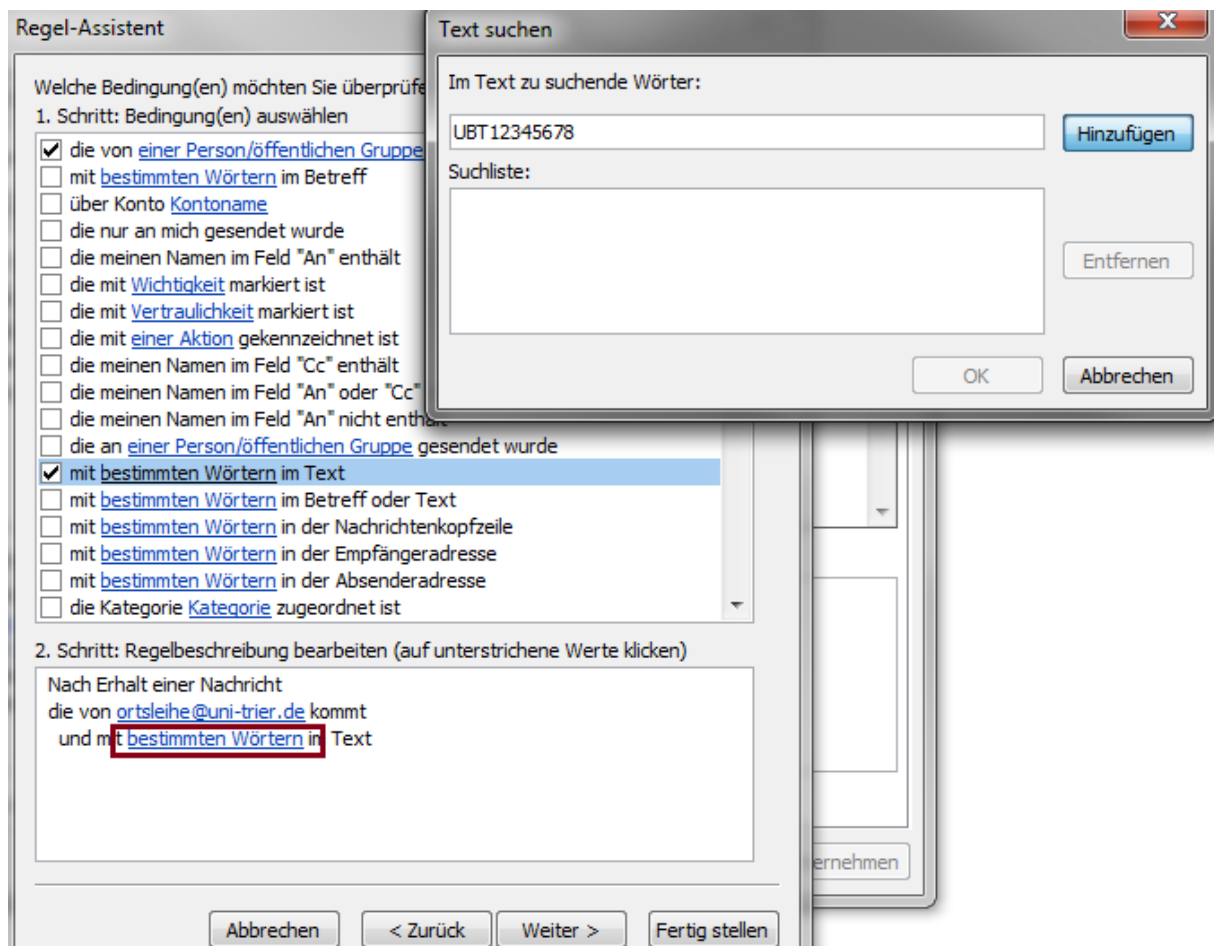 Regel-Assistent
Welche Bedingung(en) möchten Sie überprüfe
1. Schritt: Bedingung(en) auswählen
die von einer Person/öffentlichen Gruppe
mit bestimmten Wörtern im Betreff
über Konto Kontoname
die nur an mich gesendet wurde
die meinen Namen im Feld "An" enthält
die mit Wichtigkeit markiert ist
die mit Vertraulichkeit markiert ist
die mit einer Aktion gekennzeichnet ist
die meinen Namen im Feld "Cc" enthält
die meinen Namen im Feld "An" oder "Cc"
die meinen Namen im Feld "An" nicht enthält
die an einer Person/öffentlichen Gruppe gesendet wurde
mit bestimmten Wörtern im Text
mit bestimmten Wörtern im Betreff oder Text
mit bestimmten Wörtern in der Nachrichtenkopfzeile
mit bestimmten Wörtern in der Empfängeradresse
mit bestimmten Wörtern in der Absenderadresse
die Kategorie Kategorie zugeordnet ist
2. Schritt: Regelbeschreibung bearbeiten (auf unterstrichene Werte klicken)
Nach Erhalt einer Nachricht
die von ortsleihe@uni-trier.de kommt
und mit bestimmten Wörtern im Text
Abbrechen < Zurück Weiter > Fertig stellen
Text suchen
Im Text zu suchende Wörter:
UBT12345678 Hinzufügen
Suchliste:
Entfernen
OK Abbrechen
ernehmen